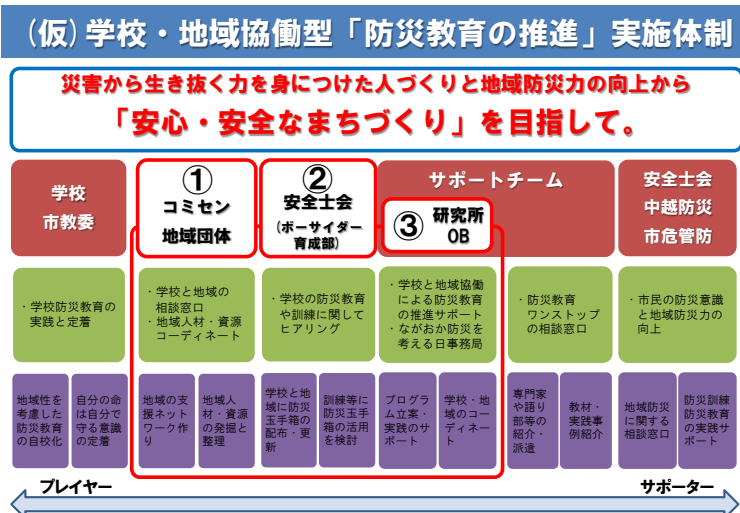 (仮)学校・地域協働型「防災教育の推進」実施体制
災害から生き抜く力を身につけた人づくりと地域防災力の向上から
「安心・安全なまちづくり」を目指して。
学校
市教委
①
コミセン
地域団体
②
安全士会
(ボーサイダー
育成部)
サポートチーム
③
研究所
OB
安全士会
中越防災
市危管防
・学校防災教育の
実践と定着
・学校と地域の
相談窓口
・地域人材・資源
コーディネート
・学校の防災教育
や訓練に関して
ヒアリング
・学校と地域協働
による防災教育
の推進サポート
・ながおか防災を
考える日事務局
・防災教育
ワンストップ
の相談窓口
・市民の防災意識
と地域防災力の
向上
地域性を
考慮した
防災教育
の自校化
自分の命
は自分で
守る意識
の定着
地域の支
援ネット
ワーク作
り
地域人
材・資源
の発掘と
整理
学校と地
域に防災
玉手箱の
配布・更
新
訓練等に
防災玉手
箱の活用
を検討
プログラ
ム立案・
実践のサ
ポート
学校・地
域のコー
ディネー
ト
専門家
や語り
部等の
紹介・
派遣
教材・
実践事
例紹介
地域防災
に関する
相談窓口
防災訓練
防災教育
の実践サ
ポート
プレイヤー
サポーター